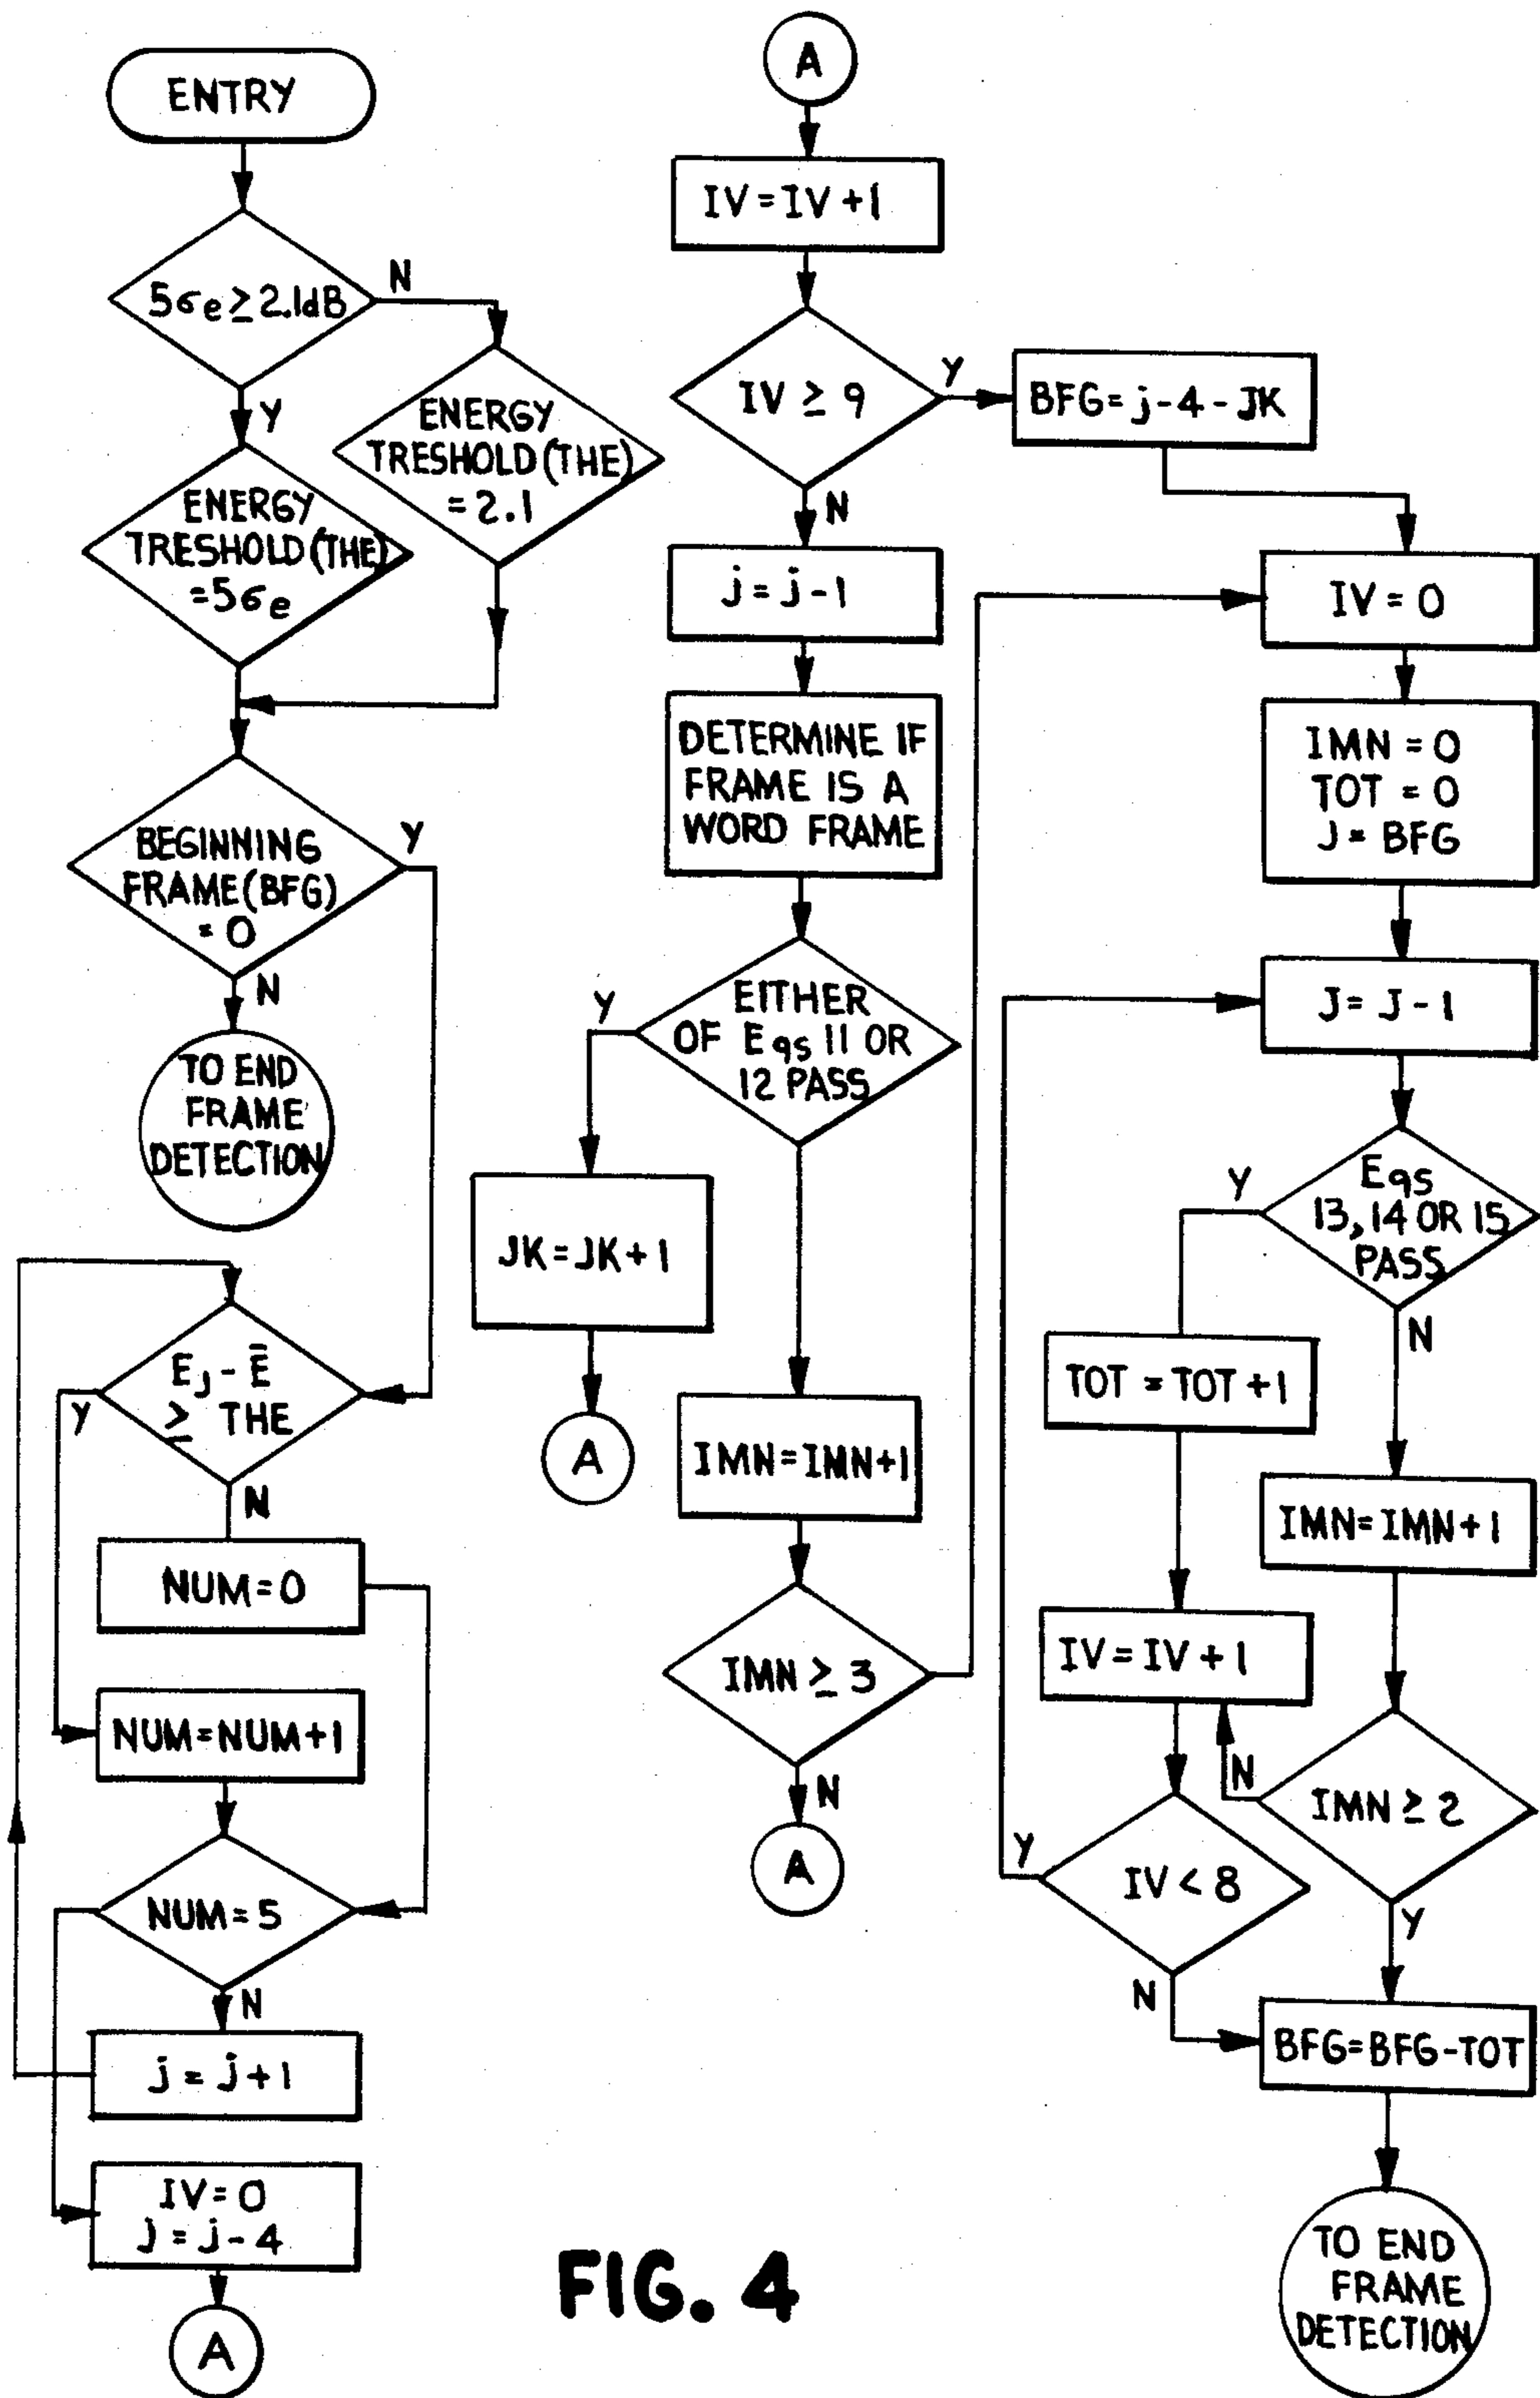 ENTRY
5σe ≥ 2.1dB
N
Y
ENERGY
TRESHOLD(THE)
= 2.1
ENERGY
TRESHOLD(THE)
=5σe
BEGINNING
FRAME(BFG)
= 0
Y
N
TO END
FRAME
DETECTION
EJ - Ē
≥ THE
Y
N
NUM=0
NUM=NUM+1
NUM=5
N
j = j+1
IV=0
j = j-4
A
A
IV=IV+1
IV ≥ 9
Y
BFG=j-4-JK
N
j = j-1
DETERMINE IF
FRAME IS A
WORD FRAME
EITHER
OF Eqs 11 OR
12 PASS
Y
JK=JK+1
A
IMN=IMN+1
IMN ≥ 3
N
A
IV=0
IMN = 0
TOT = 0
J = BFG
J = J-1
Eqs
13,14 OR 15
PASS
Y
N
TOT = TOT+1
IMN=IMN+1
IV=IV+1
IMN ≥ 2
N
Y
IV < 8
Y
N
BFG=BFG-TOT
TO END
FRAME
DETECTION
FIG. 4